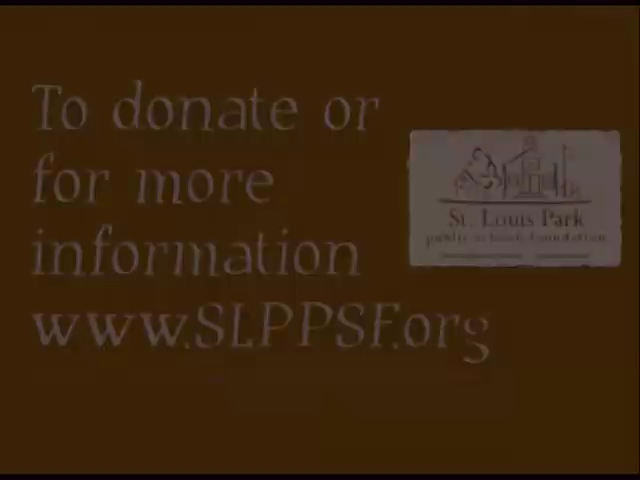 To donate or
for more
information
www.SLPPSF.org
St. Louis Park
public schools foundation